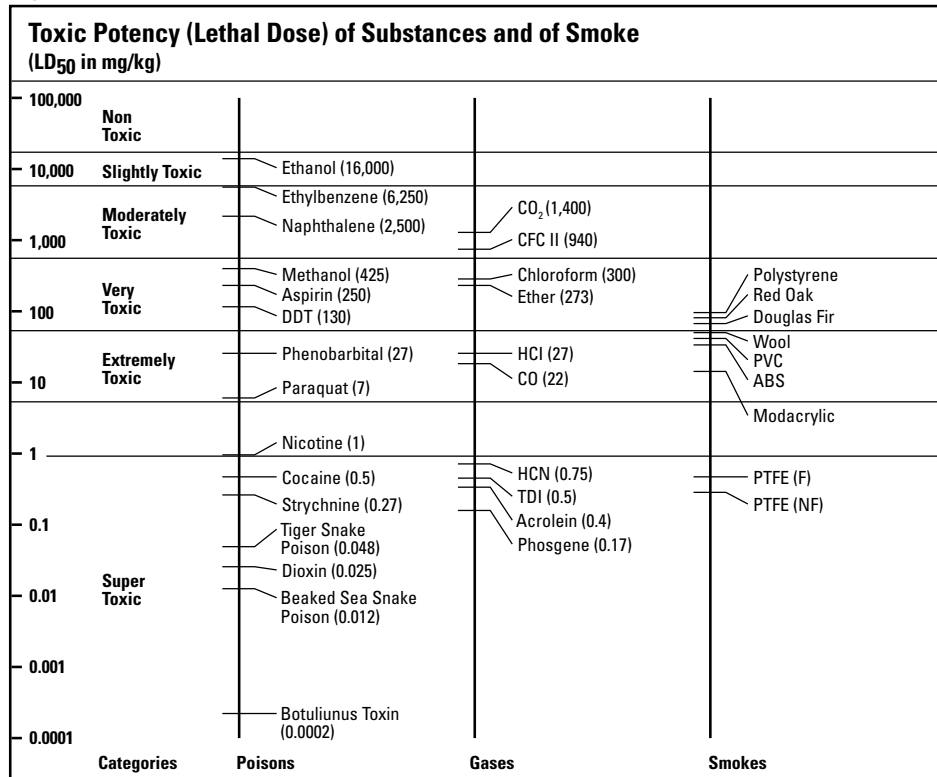 Toxic Potency (Lethal Dose) of Substances and of Smoke
(LD50 in mg/kg)
100,000
10,000
1,000
100
10
1
0.1
0.01
0.001
0.0001
Non
Toxic
Slightly Toxic
Moderately
Toxic
Very
Toxic
Extremely
Toxic
Super
Toxic
Categories
Ethanol (16,000)
Ethylbenzene (6,250)
Naphthalene (2,500)
Methanol (425)
Aspirin (250)
DDT (130)
Phenobarbital (27)
Paraquat (7)
Nicotine (1)
Cocaine (0.5)
Strychnine (0.27)
Tiger Snake
Poison (0.048)
Dioxin (0.025)
Beaked Sea Snake
Poison (0.012)
Botuliunus Toxin
(0.0002)
Poisons
CO2 (1,400)
CFC II (940)
Chloroform (300)
Ether (273)
HCI (27)
CO (22)
HCN (0.75)
TDI (0.5)
Acrolein (0.4)
Phosgene (0.17)
Gases
Polystyrene
Red Oak
Douglas Fir
Wool
PVC
ABS
Modacrylic
PTFE (F)
PTFE (NF)
Smokes